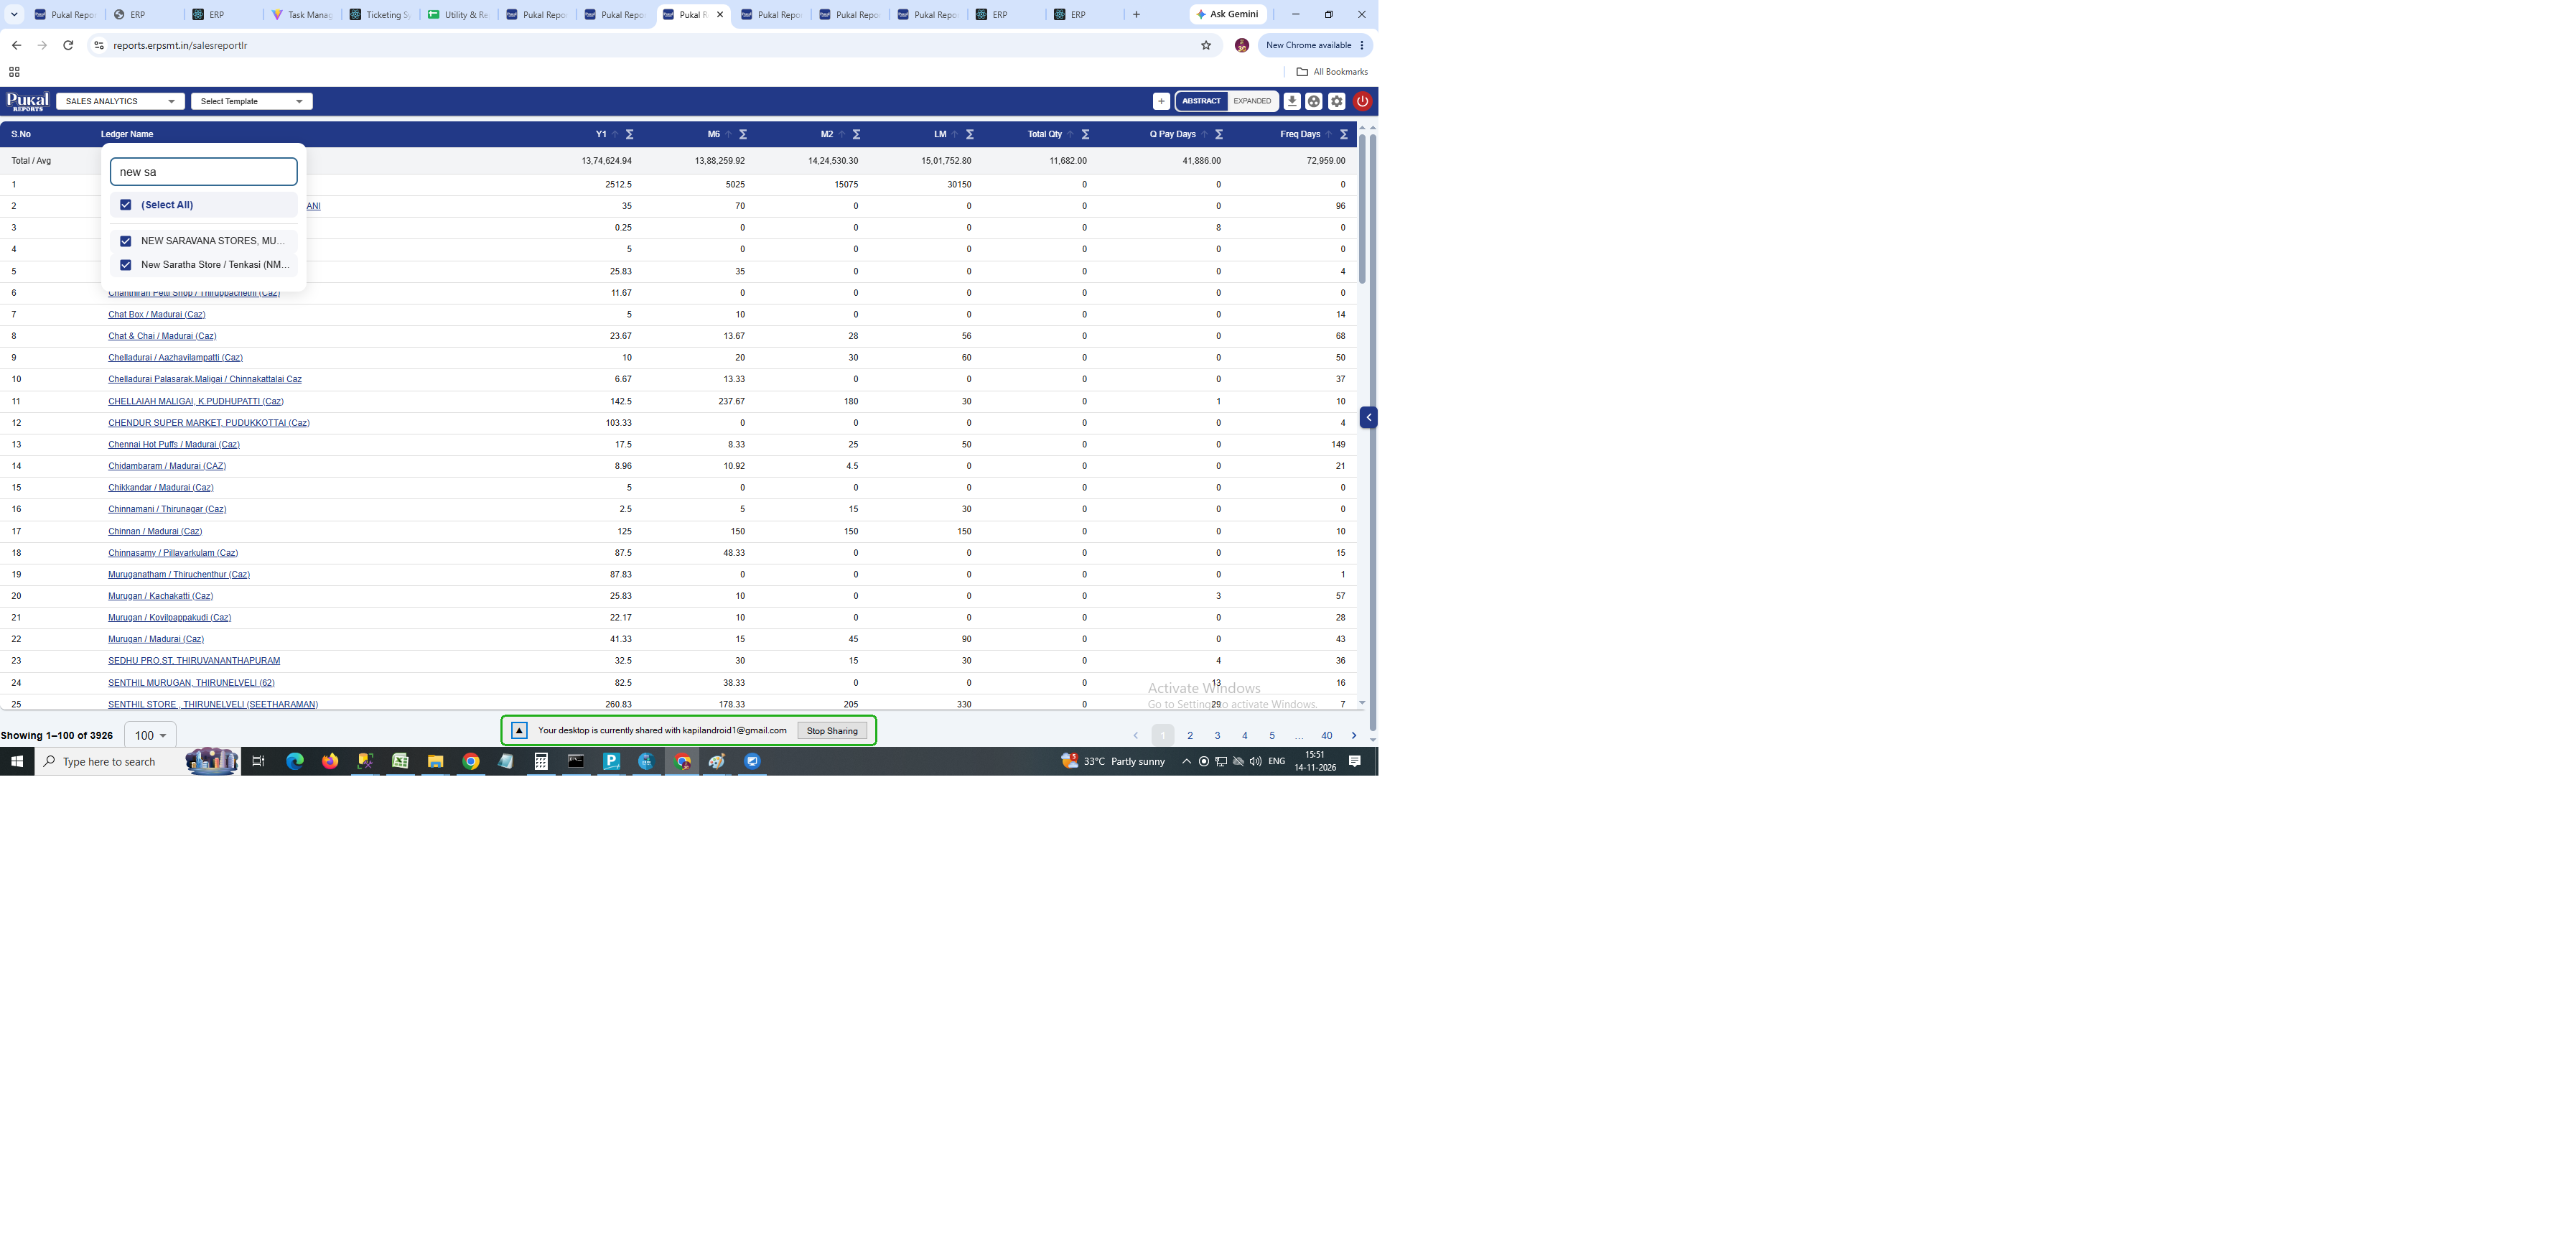 Pukal Repo
ERP
ERP
Task Manag
Ticketing Sy
Utility & Re
Pukal Repo
Pukal Repo
Pukal R
Pukal Repo
Pukal Repo
Pukal Repo
ERP
ERP
Ask Gemini
reports.erpsmt.in/salesreportlr
New Chrome available
All Bookmarks
Pukal REPORTS SALES ANALYTICS Select Template + ABSTRACT EXPANDED
S.No Ledger Name Y1 M6 M2 LM Total Qty Q Pay Days Freq Days
Total / Avg 13,74,624.94 13,88,259.92 14,24,530.30 15,01,752.80 11,682.00 41,886.00 72,959.00
new sa
(Select All)
NEW SARAVANA STORES, MU...
New Saratha Store / Tenkasi (NM...
1 2512.5 5025 15075 30150 0 0 0
2 ANI 35 70 0 0 0 0 96
3 0.25 0 0 0 0 8 0
4 5 0 0 0 0 0 0
5 25.83 35 0 0 0 0 4
6 Chanthiran Petti Shop / Thiruppachethi (Caz) 11.67 0 0 0 0 0 0
7 Chat Box / Madurai (Caz) 5 10 0 0 0 0 14
8 Chat & Chai / Madurai (Caz) 23.67 13.67 28 56 0 0 68
9 Chelladurai / Aazhavilampatti (Caz) 10 20 30 60 0 0 50
10 Chelladurai Palasarak Maligai / Chinnakattalai Caz 6.67 13.33 0 0 0 0 37
11 CHELLAIAH MALIGAI, K.PUDHUPATTI (Caz) 142.5 237.67 180 30 0 1 10
12 CHENDUR SUPER MARKET, PUDUKKOTTAI (Caz) 103.33 0 0 0 0 0 4
13 Chennai Hot Puffs / Madurai (Caz) 17.5 8.33 25 50 0 0 149
14 Chidambaram / Madurai (CAZ) 8.96 10.92 4.5 0 0 0 21
15 Chikkandar / Madurai (Caz) 5 0 0 0 0 0 0
16 Chinnamani / Thirunagar (Caz) 2.5 5 15 30 0 0 0
17 Chinnan / Madurai (Caz) 125 150 150 150 0 0 10
18 Chinnasamy / Pillayarkulam (Caz) 87.5 48.33 0 0 0 0 15
19 Muruganatham / Thiruchenthur (Caz) 87.83 0 0 0 0 0 1
20 Murugan / Kachakatti (Caz) 25.83 10 0 0 0 3 57
21 Murugan / Kovilpappakudi (Caz) 22.17 10 0 0 0 0 28
22 Murugan / Madurai (Caz) 41.33 15 45 90 0 0 43
23 SEDHU PRO.ST, THIRUVANANTHAPURAM 32.5 30 15 30 0 4 36
24 SENTHIL MURUGAN, THIRUNELVELI (62) 82.5 38.33 0 0 0 13 16
25 SENTHIL STORE , THIRUNELVELI (SEETHARAMAN) 260.83 178.33 205 330 0 29 7
Activate Windows
Go to Settings to activate Windows.
Showing 1–100 of 3926 100
Your desktop is currently shared with kapilandroid1@gmail.com Stop Sharing
1 2 3 4 5 ... 40
Type here to search
33°C Partly sunny
ENG
15:51
14-11-2026